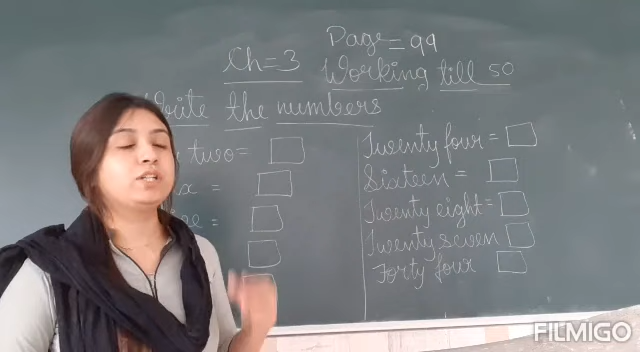 Page = 99
Ch = 3 Working till 50
Write the numbers
two =
Twenty four =
Sixteen =
Twenty eight =
Twenty seven
Forty four
FILMIGO